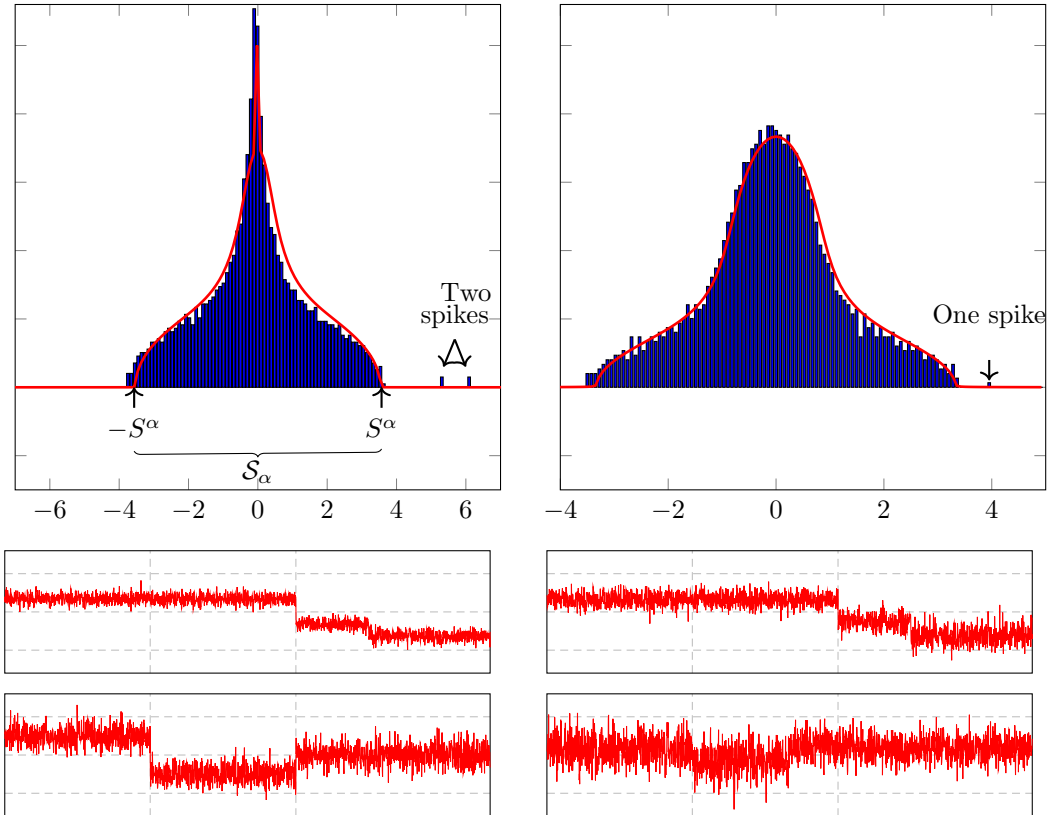 Two
spikes
One spike
−S^α
S^α
𝒮_α
−6 −4 −2 0 2 4 6
−4 −2 0 2 4